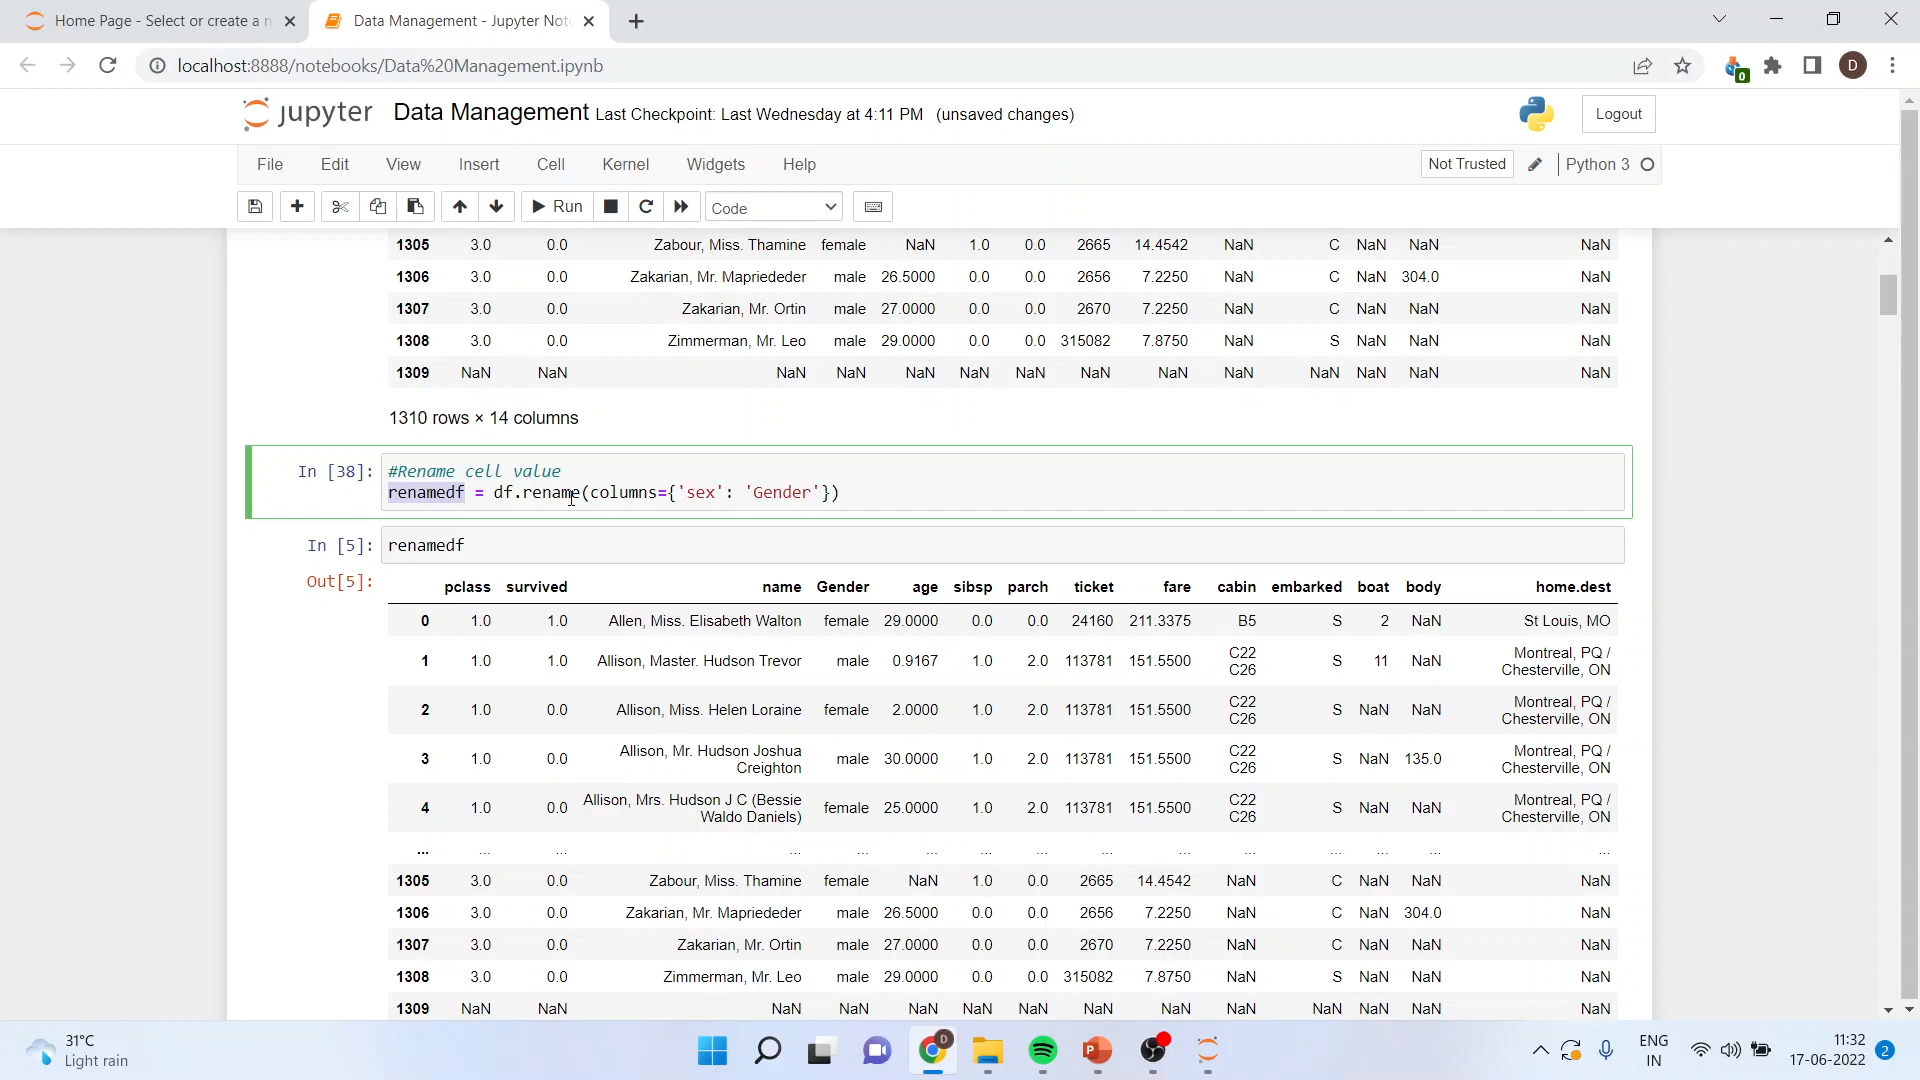 Home Page - Select or create a n
Data Management - Jupyter Not
localhost:8888/notebooks/Data%20Management.ipynb
0
D
jupyter
Data Management Last Checkpoint: Last Wednesday at 4:11 PM (unsaved changes)
Logout
File Edit View Insert Cell Kernel Widgets Help
Not Trusted
Python 3
Run
Code
1305 3.0 0.0 Zabour, Miss. Thamine female NaN 1.0 0.0 2665 14.4542 NaN C NaN NaN NaN
1306 3.0 0.0 Zakarian, Mr. Mapriededer male 26.5000 0.0 0.0 2656 7.2250 NaN C NaN 304.0 NaN
1307 3.0 0.0 Zakarian, Mr. Ortin male 27.0000 0.0 0.0 2670 7.2250 NaN C NaN NaN NaN
1308 3.0 0.0 Zimmerman, Mr. Leo male 29.0000 0.0 0.0 315082 7.8750 NaN S NaN NaN NaN
1309 NaN NaN NaN NaN NaN NaN NaN NaN NaN NaN NaN NaN NaN NaN
1310 rows × 14 columns
In [38]: #Rename cell value
renamedf = df.rename(columns={'sex': 'Gender'})
In [5]: renamedf
Out[5]:
pclass survived name Gender age sibsp parch ticket fare cabin embarked boat body home.dest
0 1.0 1.0 Allen, Miss. Elisabeth Walton female 29.0000 0.0 0.0 24160 211.3375 B5 S 2 NaN St Louis, MO
1 1.0 1.0 Allison, Master. Hudson Trevor male 0.9167 1.0 2.0 113781 151.5500 C22 C26 S 11 NaN Montreal, PQ / Chesterville, ON
2 1.0 0.0 Allison, Miss. Helen Loraine female 2.0000 1.0 2.0 113781 151.5500 C22 C26 S NaN NaN Montreal, PQ / Chesterville, ON
3 1.0 0.0 Allison, Mr. Hudson Joshua Creighton male 30.0000 1.0 2.0 113781 151.5500 C22 C26 S NaN 135.0 Montreal, PQ / Chesterville, ON
4 1.0 0.0 Allison, Mrs. Hudson J C (Bessie Waldo Daniels) female 25.0000 1.0 2.0 113781 151.5500 C22 C26 S NaN NaN Montreal, PQ / Chesterville, ON
... ... ... ... ... ... ... ... ... ... ... ... ... ... ...
1305 3.0 0.0 Zabour, Miss. Thamine female NaN 1.0 0.0 2665 14.4542 NaN C NaN NaN NaN
1306 3.0 0.0 Zakarian, Mr. Mapriededer male 26.5000 0.0 0.0 2656 7.2250 NaN C NaN 304.0 NaN
1307 3.0 0.0 Zakarian, Mr. Ortin male 27.0000 0.0 0.0 2670 7.2250 NaN C NaN NaN NaN
1308 3.0 0.0 Zimmerman, Mr. Leo male 29.0000 0.0 0.0 315082 7.8750 NaN S NaN NaN NaN
1309 NaN NaN NaN NaN NaN NaN NaN NaN NaN NaN NaN NaN NaN NaN
31°C
Light rain
D
P
ENG
IN
11:32
17-06-2022
2